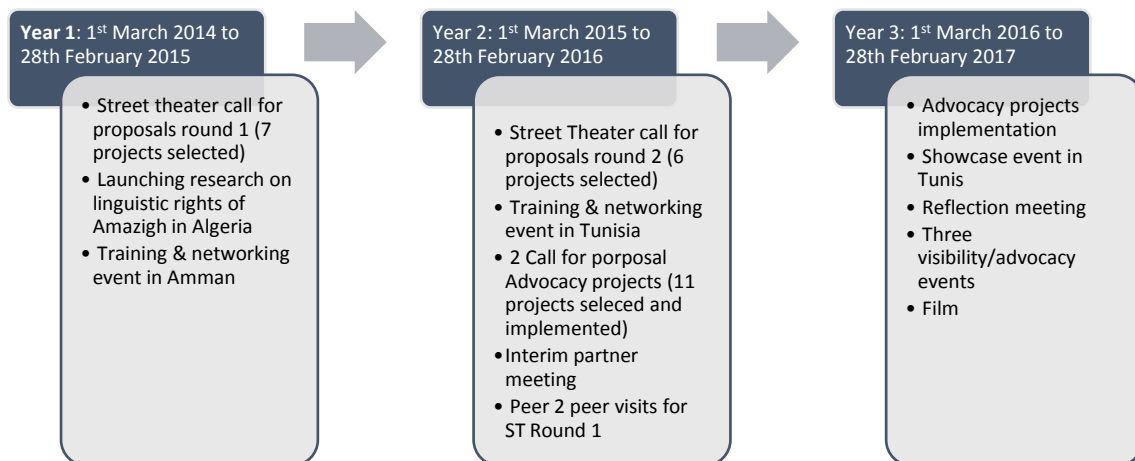 Year 1: 1st March 2014 to
28th February 2015
• Street theater call for
proposals round 1 (7
projects selected)
• Launching research on
linguistic rights of
Amazigh in Algeria
• Training & networking
event in Amman
Year 2: 1st March 2015 to
28th February 2016
• Street Theater call for
proposals round 2 (6
projects selected)
• Training & networking
event in Tunisia
• 2 Call for porposal
Advocacy projects (11
projects seleced and
implemented)
•Interim partner
meeting
• Peer 2 peer visits for
ST Round 1
Year 3: 1st March 2016 to
28th February 2017
• Advocacy projects
implementation
• Showcase event in
Tunis
• Reflection meeting
• Three
visibility/advocacy
events
• Film